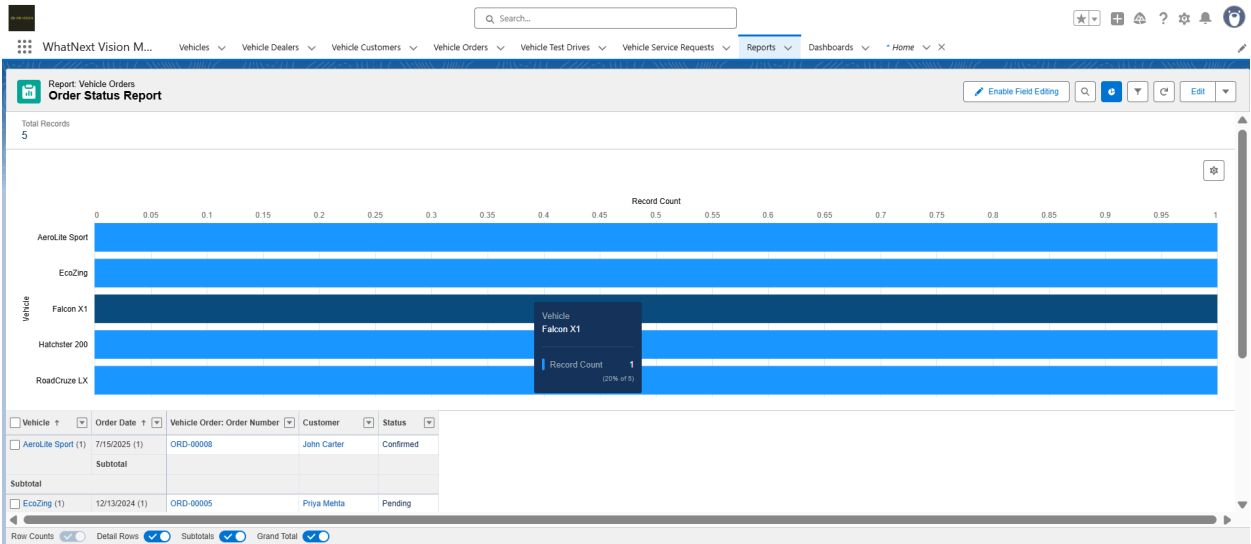 Search...
WhatNext Vision M...
Vehicles
Vehicle Dealers
Vehicle Customers
Vehicle Orders
Vehicle Test Drives
Vehicle Service Requests
Reports
Dashboards
* Home
Report: Vehicle Orders
Order Status Report
Enable Field Editing
Edit
Total Records
5
Record Count
0 0.05 0.1 0.15 0.2 0.25 0.3 0.35 0.4 0.45 0.5 0.55 0.6 0.65 0.7 0.75 0.8 0.85 0.9 0.95 1
Vehicle
AeroLite Sport
EcoZing
Falcon X1
Hatchster 200
RoadCruze LX
Vehicle
Falcon X1
Record Count 1
(20% of 5)
Vehicle ↑ Order Date ↑ Vehicle Order: Order Number Customer Status
AeroLite Sport (1) 7/15/2025 (1) ORD-00008 John Carter Confirmed
Subtotal
Subtotal
EcoZing (1) 12/13/2024 (1) ORD-00005 Priya Mehta Pending
Row Counts Detail Rows Subtotals Grand Total